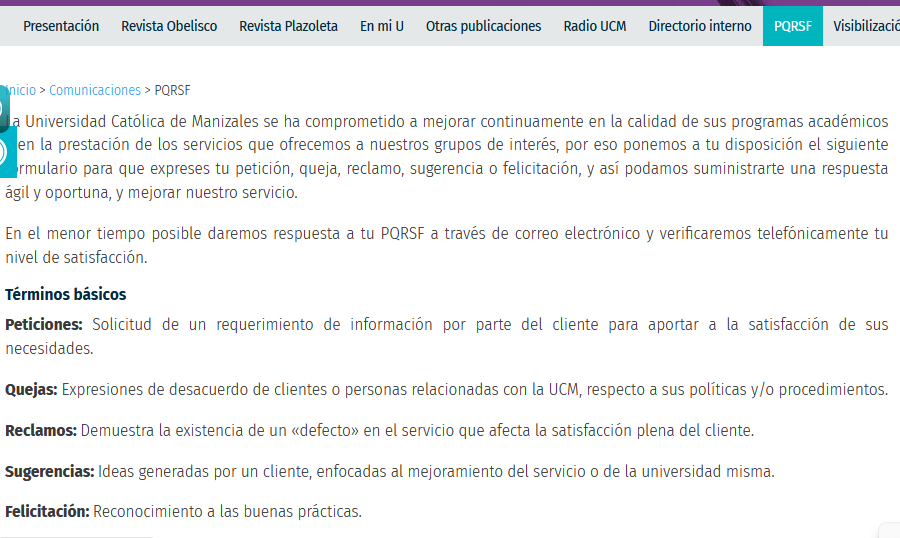 Presentación Revista Obelisco Revista Plazoleta En mi U Otras publicaciones Radio UCM Directorio interno PQRSF
Inicio > Comunicaciones > PQRSF
La Universidad Católica de Manizales se ha comprometido a mejorar continuamente en la calidad de sus programas académicos
en la prestación de los servicios que ofrecemos a nuestros grupos de interés, por eso ponemos a tu disposición el siguiente
formulario para que expreses tu petición, queja, reclamo, sugerencia o felicitación, y así podamos suministrarte una respuesta
ágil y oportuna, y mejorar nuestro servicio.
En el menor tiempo posible daremos respuesta a tu PQRSF a través de correo electrónico y verificaremos telefónicamente tu
nivel de satisfacción.
Términos básicos
Peticiones: Solicitud de un requerimiento de información por parte del cliente para aportar a la satisfacción de sus
necesidades.
Quejas: Expresiones de desacuerdo de clientes o personas relacionadas con la UCM, respecto a sus políticas y/o procedimientos.
Reclamos: Demuestra la existencia de un «defecto» en el servicio que afecta la satisfacción plena del cliente.
Sugerencias: Ideas generadas por un cliente, enfocadas al mejoramiento del servicio o de la universidad misma.
Felicitación: Reconocimiento a las buenas prácticas.